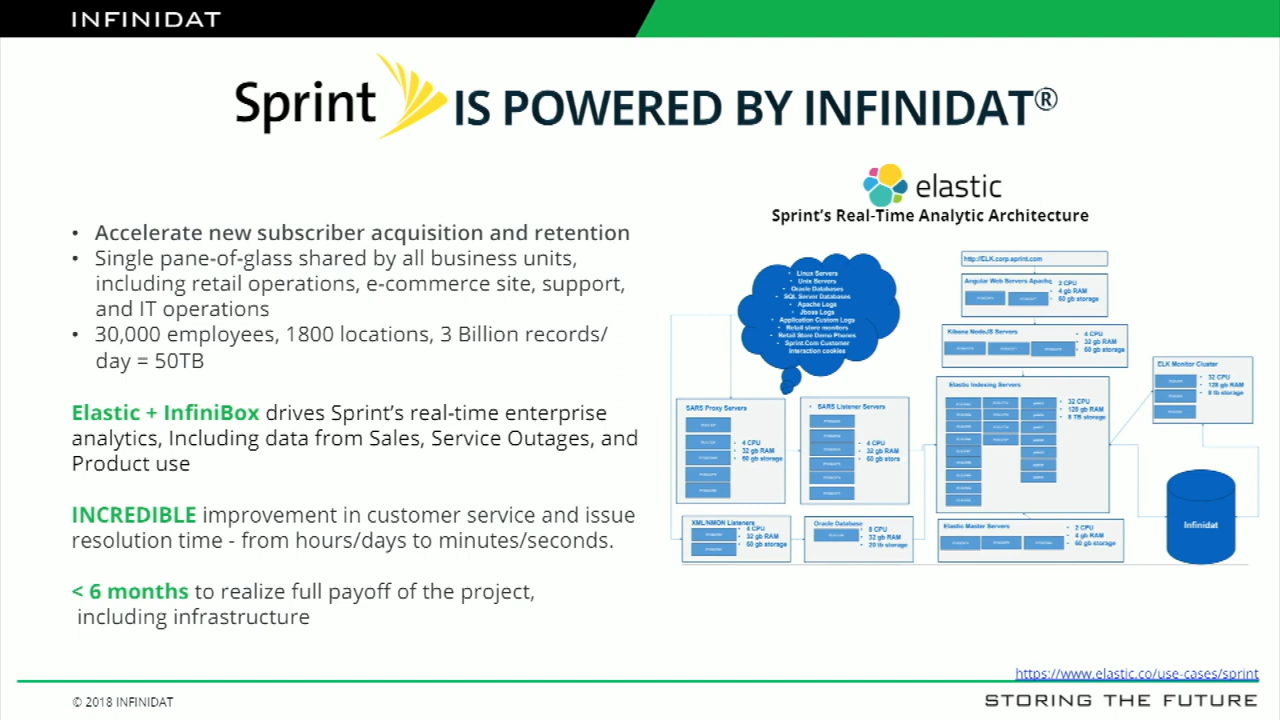 INFINIDAT
Sprint IS POWERED BY INFINIDAT®
elastic
Sprint's Real-Time Analytic Architecture
• Accelerate new subscriber acquisition and retention
• Single pane-of-glass shared by all business units,
including retail operations, e-commerce site, support,
and IT operations
• employees, 1800 locations, 3 Billion records/
day = 50TB
Elastic + InfiniBox drives Sprint's real-time enterprise
analytics, Including data from Sales, Service Outages, and
Product use
INCREDIBLE improvement in customer service and issue
resolution time - from hours/days to minutes/seconds.
< 6 months to realize full payoff of the project,
including infrastructure
• Linux Servers
• Unix Servers
• Oracle Databases
• SQL Server Databases
• Apache Logs
• Jboss Logs
• Application Custom Logs
• Retail store monitors
• Retail Store Demo Phones
• Sprint.Com Customer
Interaction cookies
http://ELK.corp.sprint.com
Angular Web Servers Apache
• 2 CPU
• 4 gb RAM
• 60 gb storage
Kibana NodeJS Servers
• 4 CPU
• 32 gb RAM
• 60 gb storage
ELK Monitor Cluster
• 32 CPU
• 128 gb RAM
• 8 tb storage
Elastic Indexing Servers
• 32 CPU
• 128 gb RAM
• 8 TB storage
SARS Proxy Servers
• 4 CPU
• 32 gb RAM
• 60 gb storage
• SARS Listener Servers
• 4 CPU
• 32 gb RAM
• 60 gb stors
XML/NMON Listeners
• 4 CPU
• 32 gb RAM
• 60 gb storage
Oracle Database
• 8 CPU
• 32 gb RAM
• 20 tb storage
Elastic Master Servers
• 2 CPU
• 4 gb RAM
• 60 gb storage
Infinidat
https://www.elastic.co/use-cases/sprint
© 2018 INFINIDAT
STORING THE FUTURE